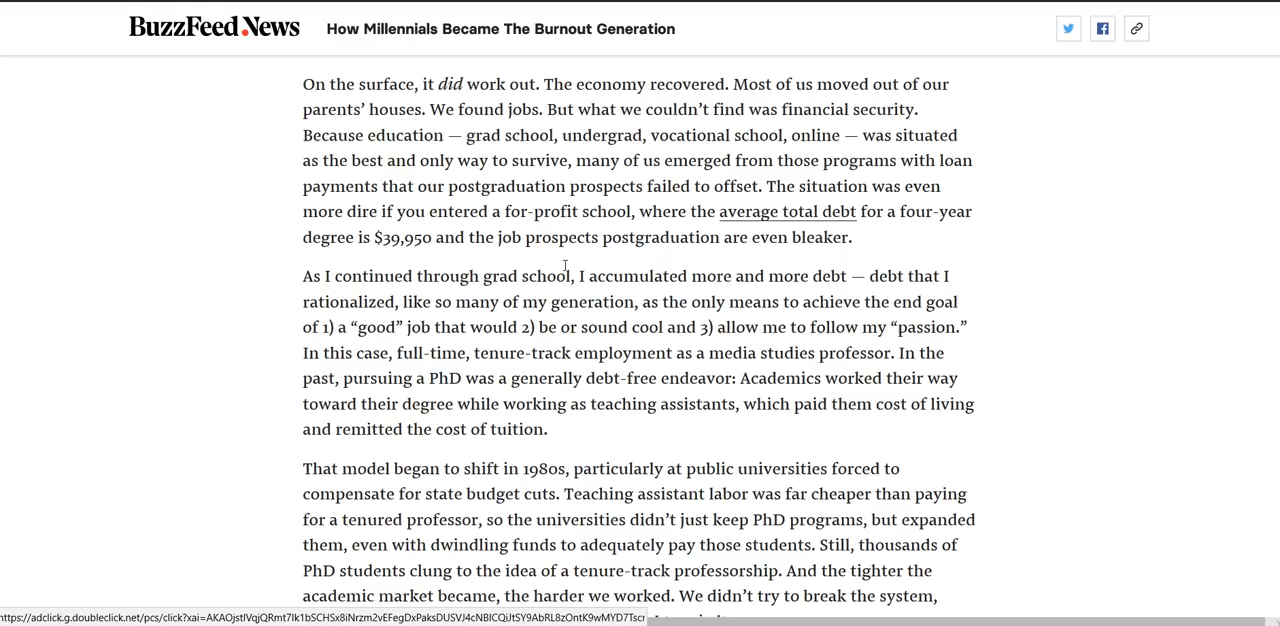 BuzzFeed News How Millennials Became The Burnout Generation
On the surface, it did work out. The economy recovered. Most of us moved out of our
parents’ houses. We found jobs. But what we couldn’t find was financial security.
Because education — grad school, undergrad, vocational school, online — was situated
as the best and only way to survive, many of us emerged from those programs with loan
payments that our postgraduation prospects failed to offset. The situation was even
more dire if you entered a for-profit school, where the average total debt for a four-year
degree is $39,950 and the job prospects postgraduation are even bleaker.
As I continued through grad school, I accumulated more and more debt — debt that I
rationalized, like so many of my generation, as the only means to achieve the end goal
of 1) a “good” job that would 2) be or sound cool and 3) allow me to follow my “passion.”
In this case, full-time, tenure-track employment as a media studies professor. In the
past, pursuing a PhD was a generally debt-free endeavor: Academics worked their way
toward their degree while working as teaching assistants, which paid them cost of living
and remitted the cost of tuition.
That model began to shift in 1980s, particularly at public universities forced to
compensate for state budget cuts. Teaching assistant labor was far cheaper than paying
for a tenured professor, so the universities didn’t just keep PhD programs, but expanded
them, even with dwindling funds to adequately pay those students. Still, thousands of
PhD students clung to the idea of a tenure-track professorship. And the tighter the
academic market became, the harder we worked. We didn’t try to break the system,